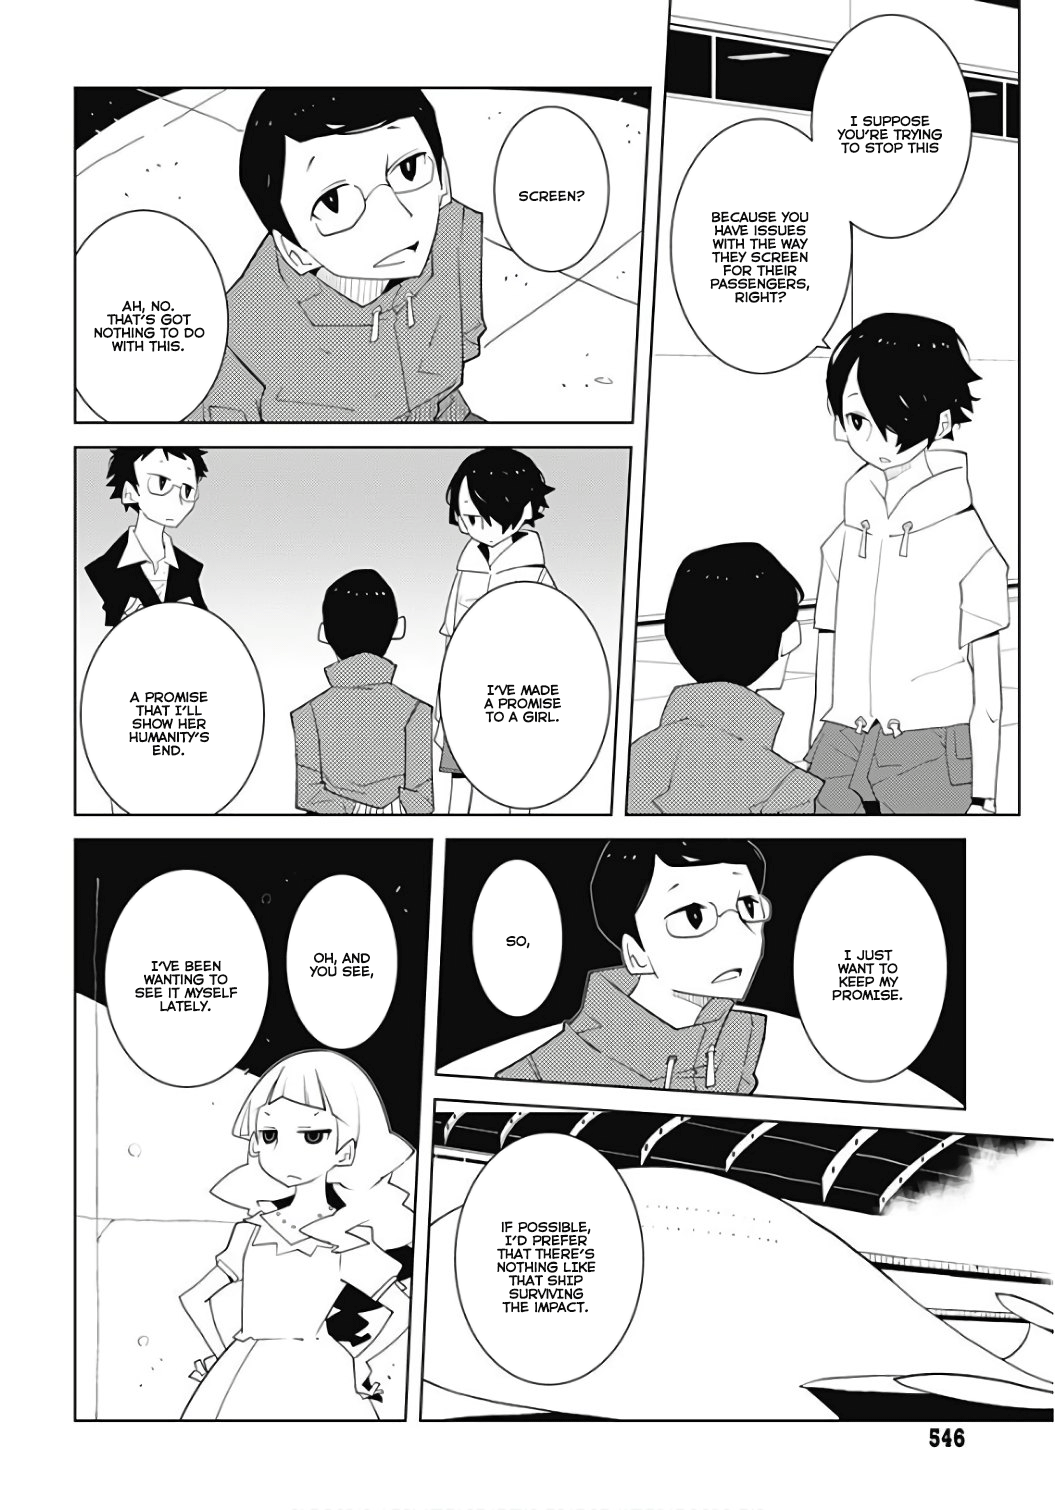 I SUPPOSE
YOU'RE TRYING
TO STOP THIS
BECAUSE YOU
HAVE ISSUES
WITH THE WAY
THEY SCREEN
FOR THEIR
PASSENGERS,
RIGHT?
SCREEN?
AH, NO.
THAT'S GOT
NOTHING TO DO
WITH THIS.
I'VE MADE
A PROMISE
TO A GIRL.
A PROMISE
THAT I'LL
SHOW HER
HUMANITY'S
END.
I JUST
WANT TO
KEEP MY
PROMISE.
SO,
IF POSSIBLE,
I'D PREFER
THAT THERE'S
NOTHING LIKE
THAT SHIP
SURVIVING
THE IMPACT.
OH, AND
YOU SEE,
I'VE BEEN
WANTING TO
SEE IT MYSELF
LATELY.
546